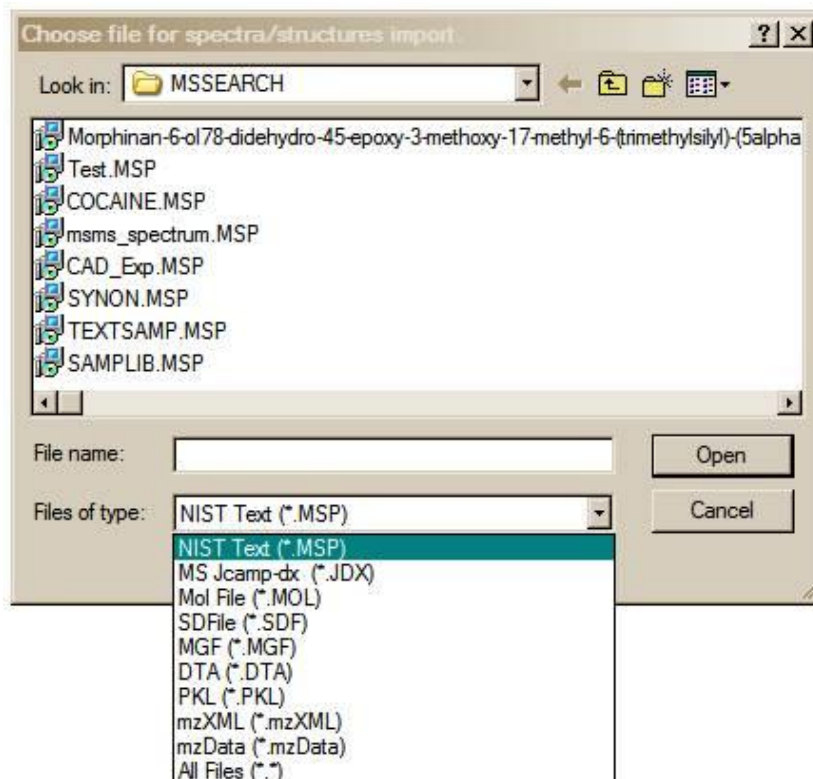 Choose file for spectra/structures import
Look in: MSSEARCH
Morphinan-6-ol78-didehydro-45-epoxy-3-methoxy-17-methyl-6-(trimethylsilyl)-(5alpha
Test.MSP
COCAINE.MSP
msms_spectrum.MSP
CAD_Exp.MSP
SYNON.MSP
TEXTSAMP.MSP
SAMPLIB.MSP
File name:
Open
Files of type: NIST Text (*.MSP)
Cancel
NIST Text (*.MSP)
MS Jcamp-dx (*.JDX)
Mol File (*.MOL)
SDFile (*.SDF)
MGF (*.MGF)
DTA (*.DTA)
PKL (*.PKL)
mzXML (*.mzXML)
mzData (*.mzData)
All Files (*.*)